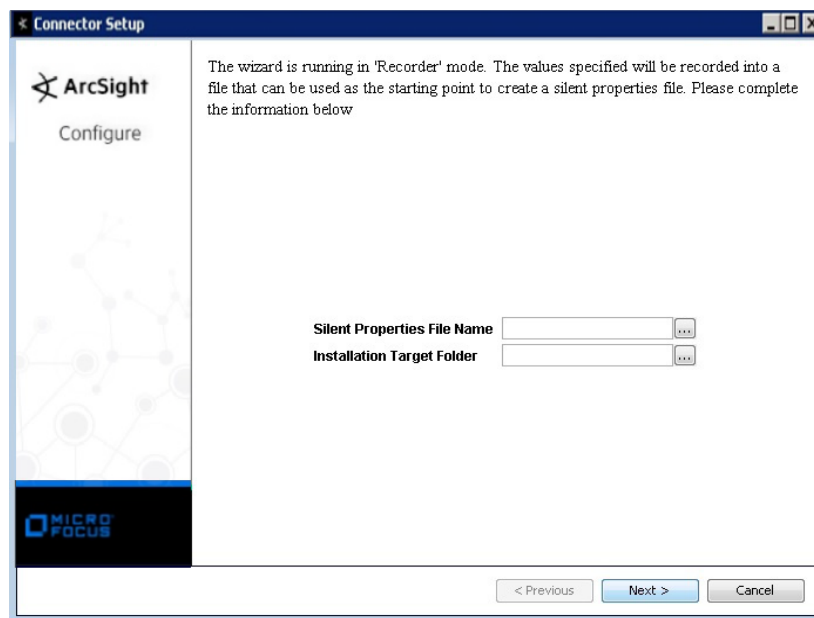 Connector Setup
ArcSight
Configure
The wizard is running in 'Recorder' mode. The values specified will be recorded into a
file that can be used as the starting point to create a silent properties file. Please complete
the information below
Silent Properties File Name
...
Installation Target Folder
...
MICRO
FOCUS
< Previous
Next >
Cancel